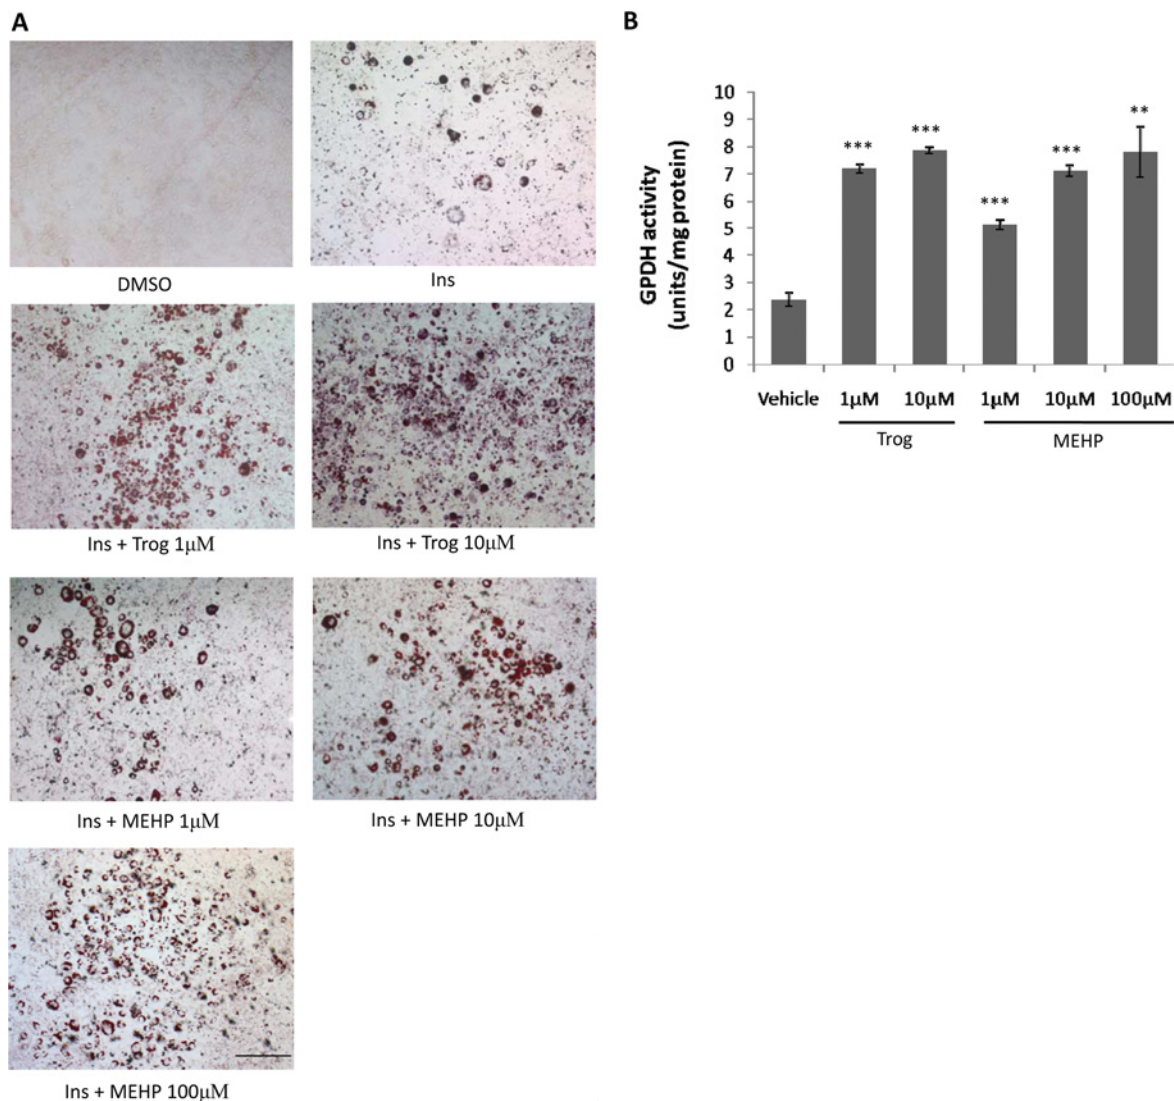 A
DMSO
Ins
Ins + Trog 1μM
Ins + Trog 10μM
Ins + MEHP 1μM
Ins + MEHP 10μM
Ins + MEHP 100μM
B
GPDH activity
(units/mg protein)
10
9
8
7
6
5
4
3
2
1
0
***
***
***
***
**
Vehicle
1μM
10μM
1μM
10μM
100μM
Trog
MEHP